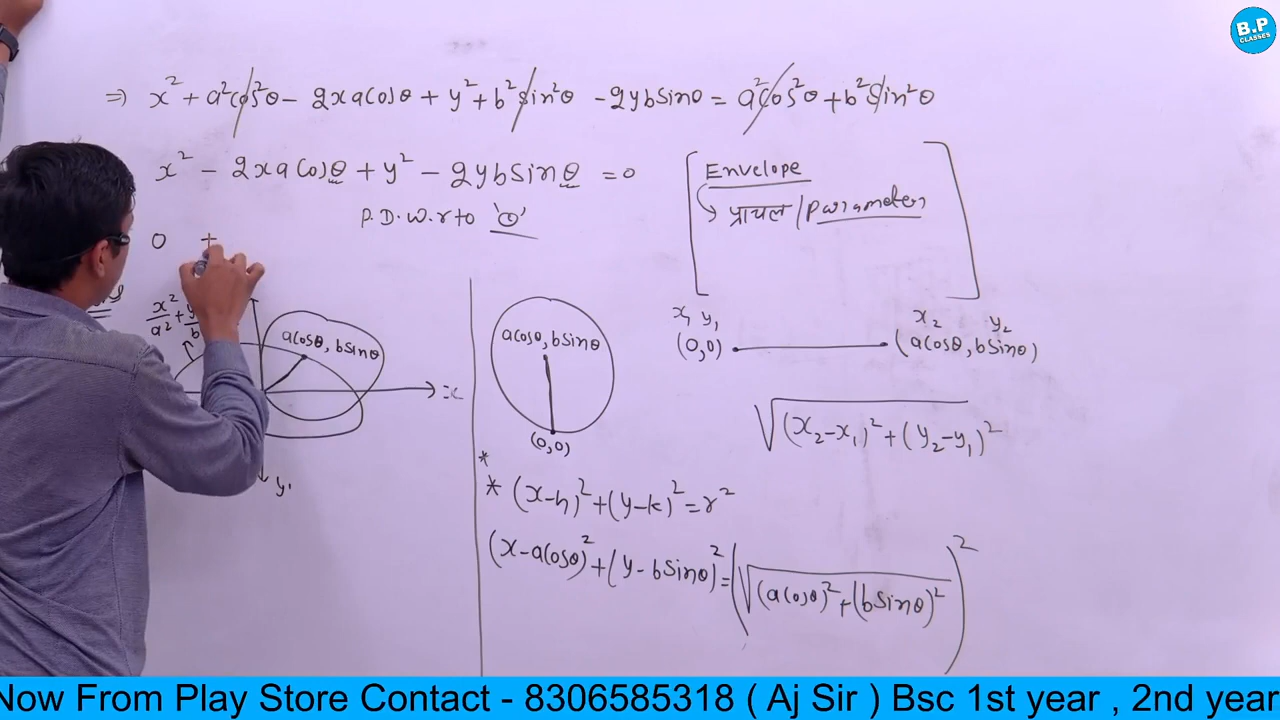 B.P
CLASSES
⇒ x² + a²cos²θ - 2xacosθ + y² + b²sin²θ - 2ybsinθ = a²cos²θ + b²sin²θ
x² - 2xacosθ + y² - 2ybsinθ = 0
P.D.w.r to 'θ'
0 +
[Envelope
प्राचल/Parameters]
x²/a² + y
b
acosθ, bsinθ
x
y'
acosθ, bsinθ
(0,0)
x₁ y₁
(0,0)
x₂ y₂
(acosθ, bsinθ)
√(x₂-x₁)²+(y₂-y₁)²
*
* (x-h)²+(y-k)²=r²
(x-acosθ)²+(y-bsinθ)²=(√(acosθ)²+(bsinθ)²)²
Now From Play Store Contact - 8306585318 ( Aj Sir ) Bsc 1st year , 2nd year